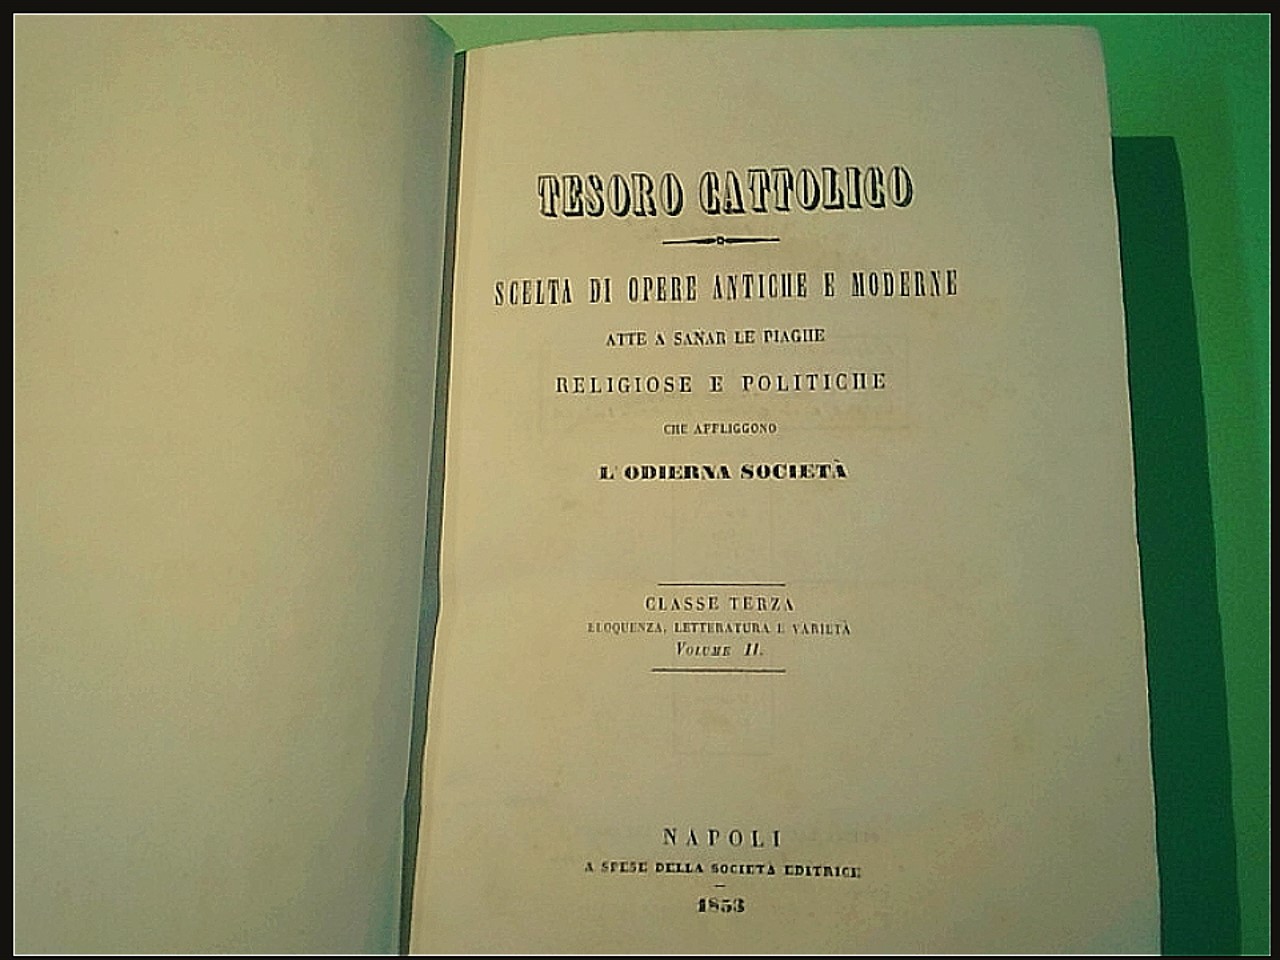 TESORO CATTOLICO
SCELTA DI OPERE ANTICHE E MODERNE
ATTE A SANAR LE PIAGHE
RELIGIOSE E POLITICHE
CHE AFFLIGGONO
L'ODIERNA SOCIETÀ
CLASSE TERZA
ELOQUENZA, LETTERATURA E VARIETÀ
VOLUME II.
NAPOLI
A SPESE DELLA SOCIETÀ EDITRICE
1853